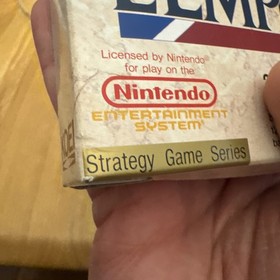 Licensed by Nintendo®
for play on the
Nintendo®
ENTERTAINMENT
SYSTEM®
Strategy Game Series